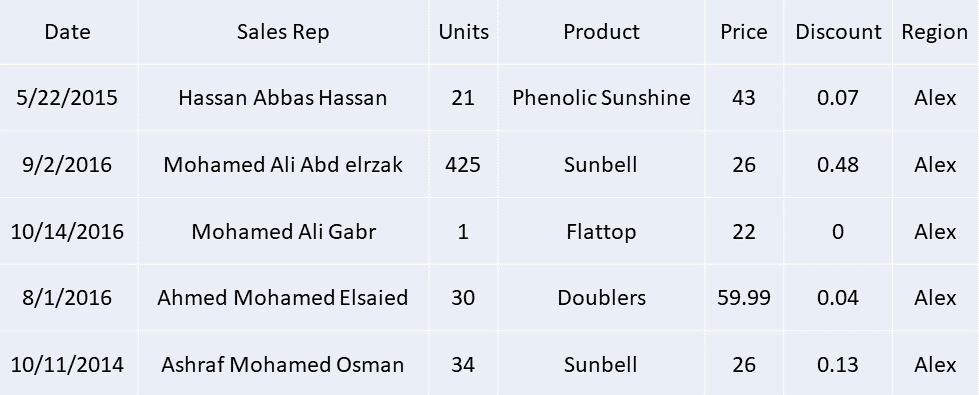 Date Sales Rep Units Product Price Discount Region
5/22/2015 Hassan Abbas Hassan 21 Phenolic Sunshine 43 0.07 Alex
9/2/2016 Mohamed Ali Abd elrzak 425 Sunbell 26 0.48 Alex
10/14/2016 Mohamed Ali Gabr 1 Flattop 22 0 Alex
8/1/2016 Ahmed Mohamed Elsaied 30 Doublers 59.99 0.04 Alex
10/11/2014 Ashraf Mohamed Osman 34 Sunbell 26 0.13 Alex